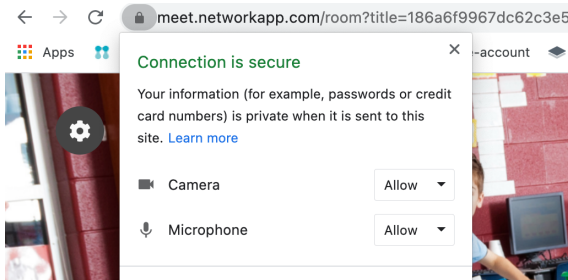 meet.networkapp.com/room?title=186a6f9967dc62c3e5
Apps
e-account
Connection is secure
Your information (for example, passwords or credit
card numbers) is private when it is sent to this
site. Learn more
Camera Allow
Microphone Allow